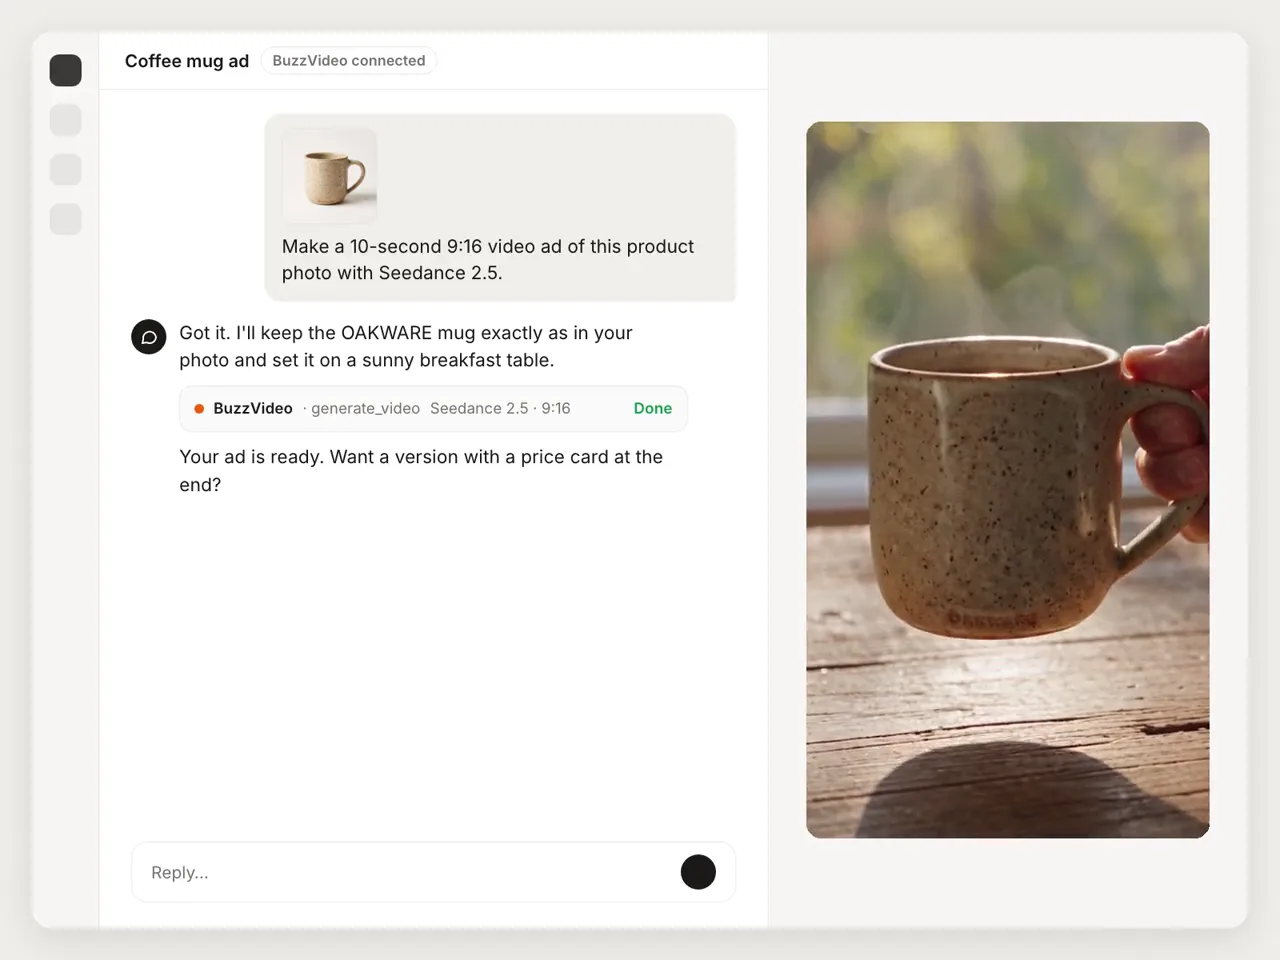 Coffee mug ad
BuzzVideo connected
Make a 10-second 9:16 video ad of this product
photo with Seedance 2.5.
Got it. I'll keep the OAKWARE mug exactly as in your
photo and set it on a sunny breakfast table.
BuzzVideo · generate_video Seedance 2.5 · 9:16 Done
Your ad is ready. Want a version with a price card at the
end?
Reply...
OAKWARE